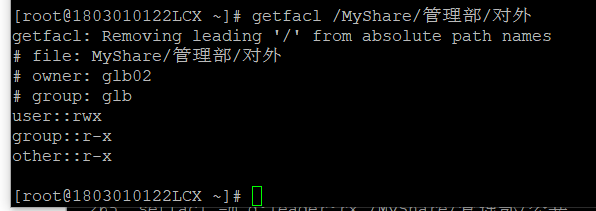 [root@1803010122LCX ~]# getfacl /MyShare/管理部/对外
getfacl: Removing leading '/' from absolute path names
# file: MyShare/管理部/对外
# owner: glb02
# group: glb
user::rwx
group::r-x
other::r-x
[root@1803010122LCX ~]#